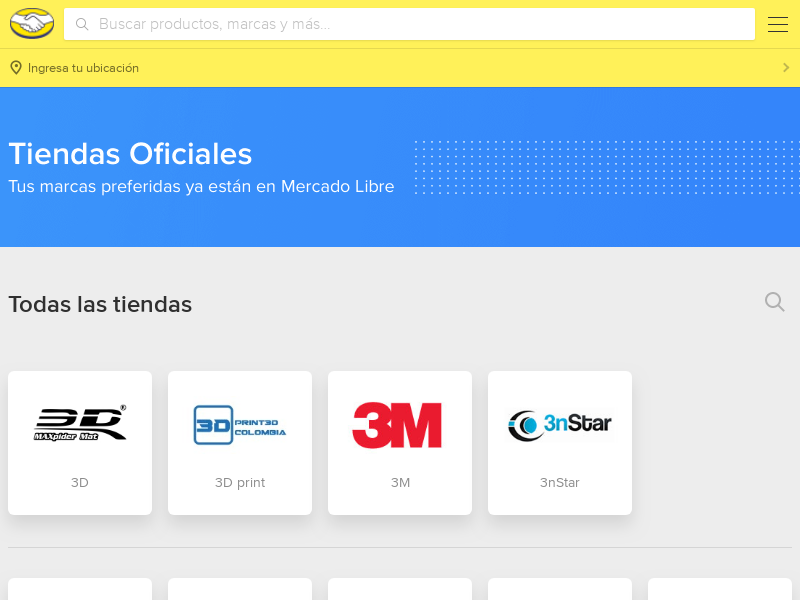 Buscar productos, marcas y más...
Ingresa tu ubicación
Tiendas Oficiales
Tus marcas preferidas ya están en Mercado Libre
Todas las tiendas
3D®
MAXpider Mat
3D PRINT3D
COLOMBIA
3M
3nStar
3D
3D print
3M
3nStar